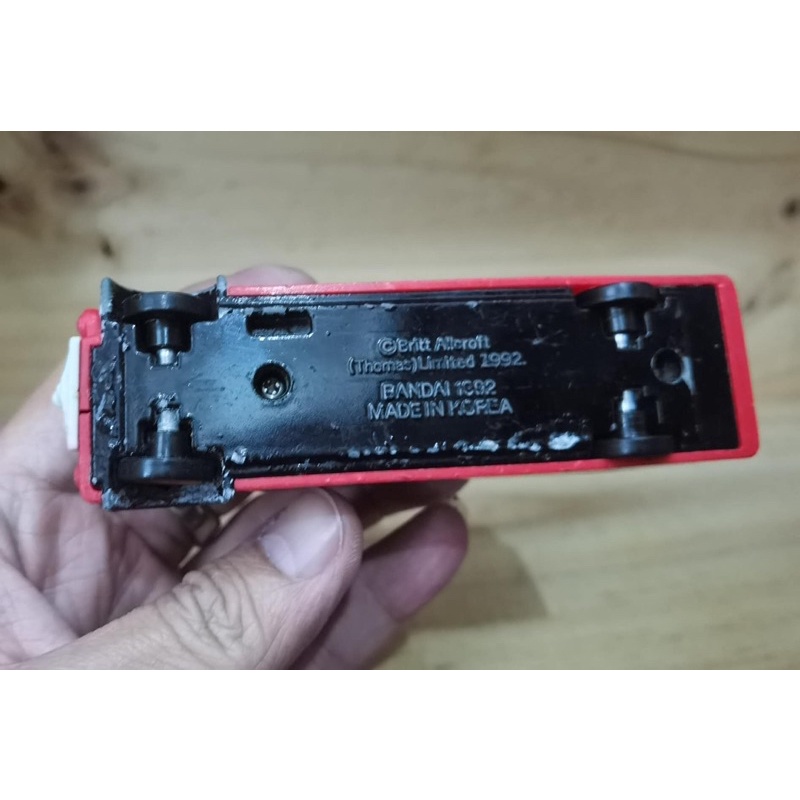 ©Britt Allcroft
(Thomas)Limited 1992.
BANDAI 1992
MADE IN KOREA